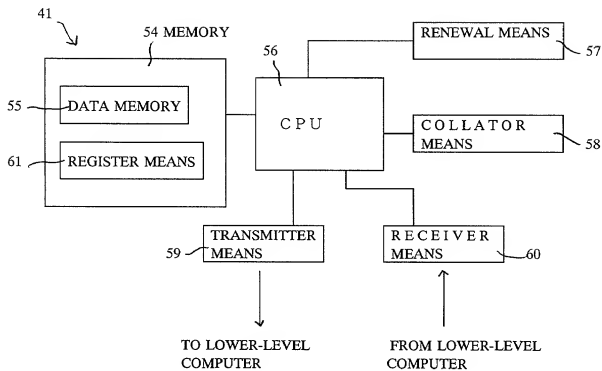 41
54 MEMORY
55
DATA MEMORY
61
REGISTER MEANS
56
CPU
RENEWAL MEANS
57
COLLATOR
MEANS
58
TRANSMITTER
MEANS
59
RECEIVER
MEANS
60
TO LOWER-LEVEL
COMPUTER
FROM LOWER-LEVEL
COMPUTER